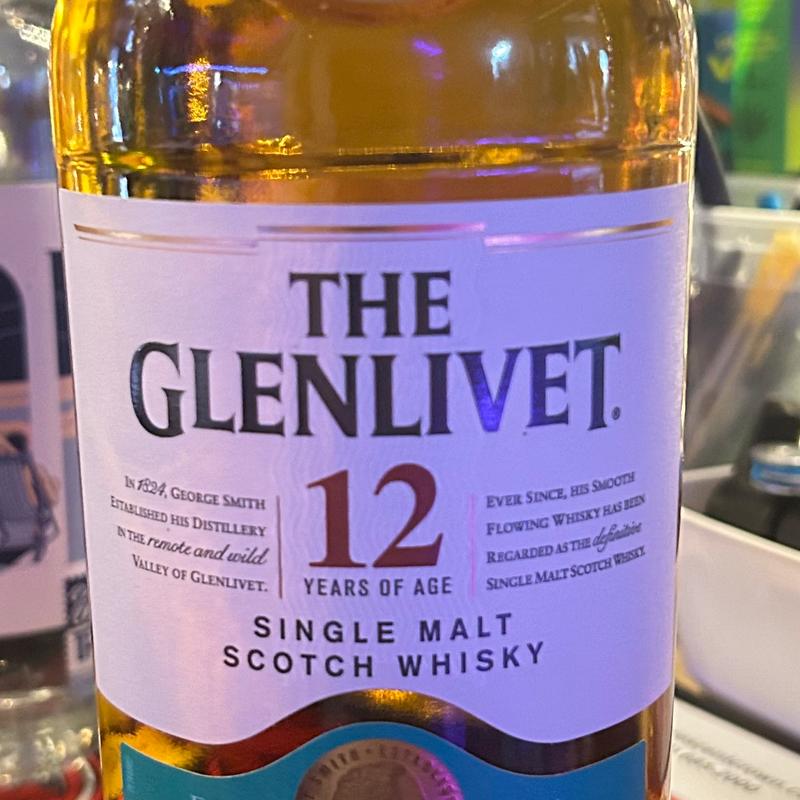 THE
GLENLIVET®
In 1824, George Smith
Established his Distillery
in the remote and wild
Valley of Glenlivet.
12
YEARS OF AGE
Ever Since, his Smooth
Flowing Whisky has been
Regarded as the definitive
Single Malt Scotch Whisky.
SINGLE MALT
SCOTCH WHISKY
SMITH • ESTABLIS